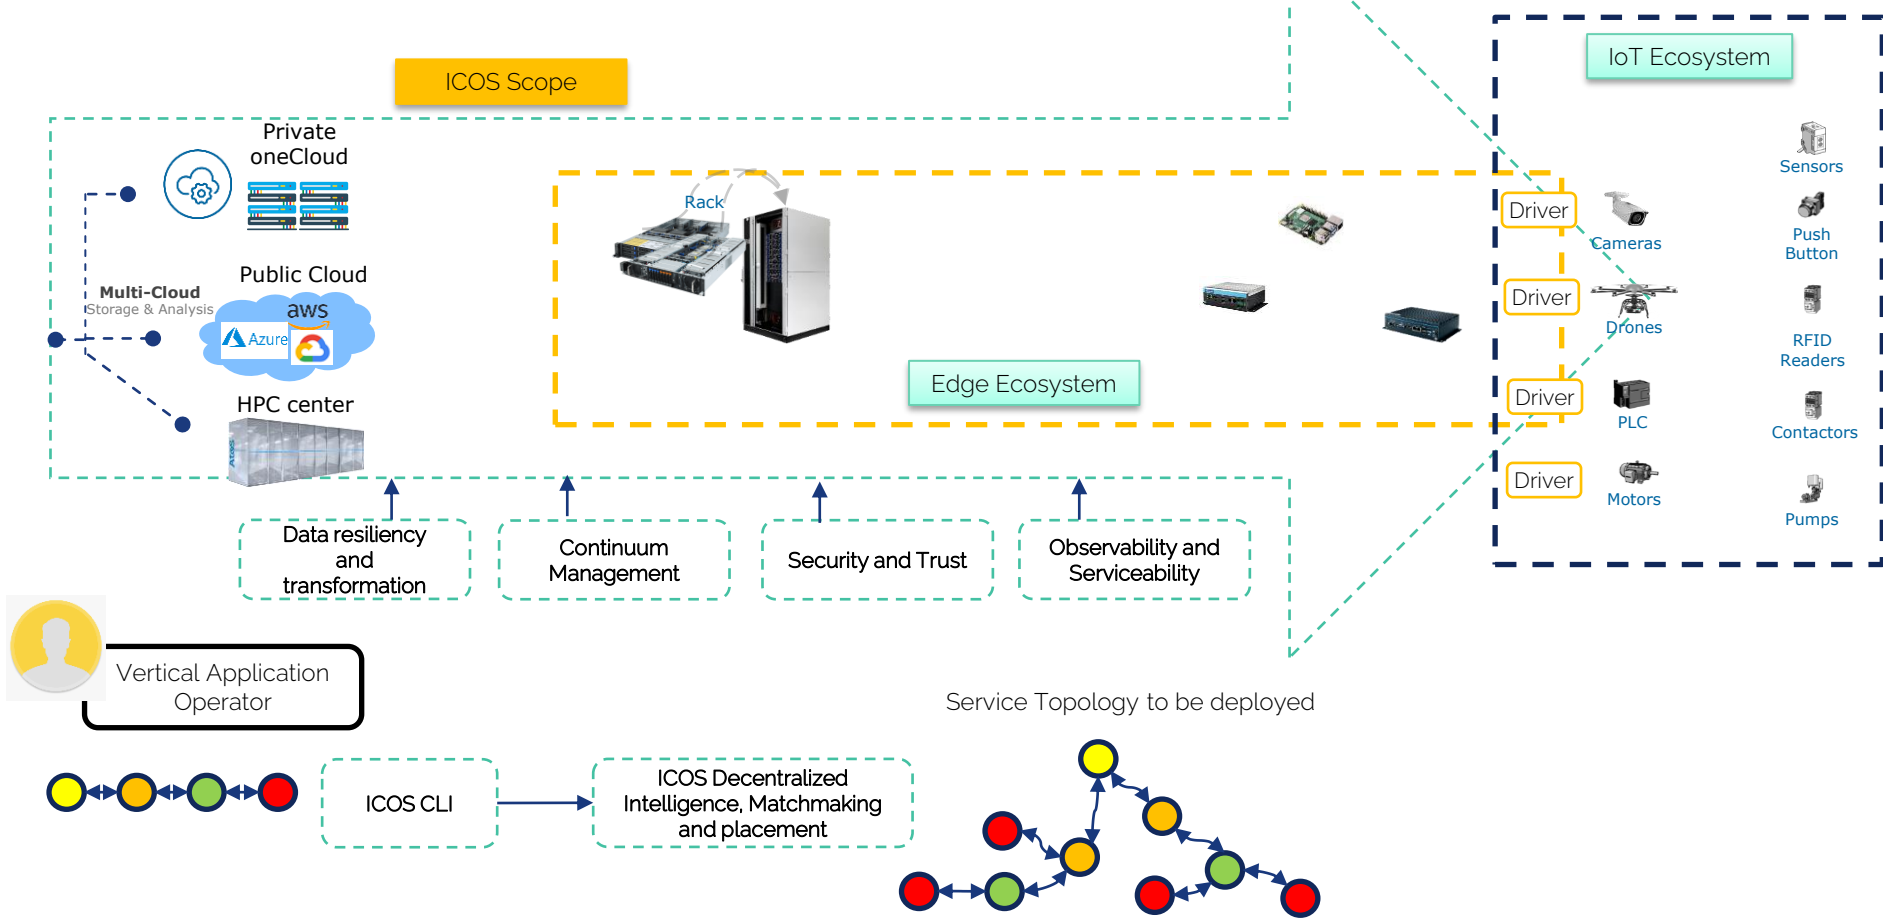 ICOS Scope
IoT Ecosystem
Private
oneCloud
Rack
Sensors
Driver
Cameras
Push
Button
Public Cloud
Multi-Cloud
Storage & Analysis
aws
Azure
Driver
Drones
RFID
Readers
Edge Ecosystem
Driver
PLC
Contactors
HPC center
Atos
Driver
Motors
Pumps
Data resiliency
and
transformation
Continuum
Management
Security and Trust
Observability and
Serviceability
Vertical Application
Operator
Service Topology to be deployed
ICOS CLI
ICOS Decentralized
Intelligence, Matchmaking
and placement